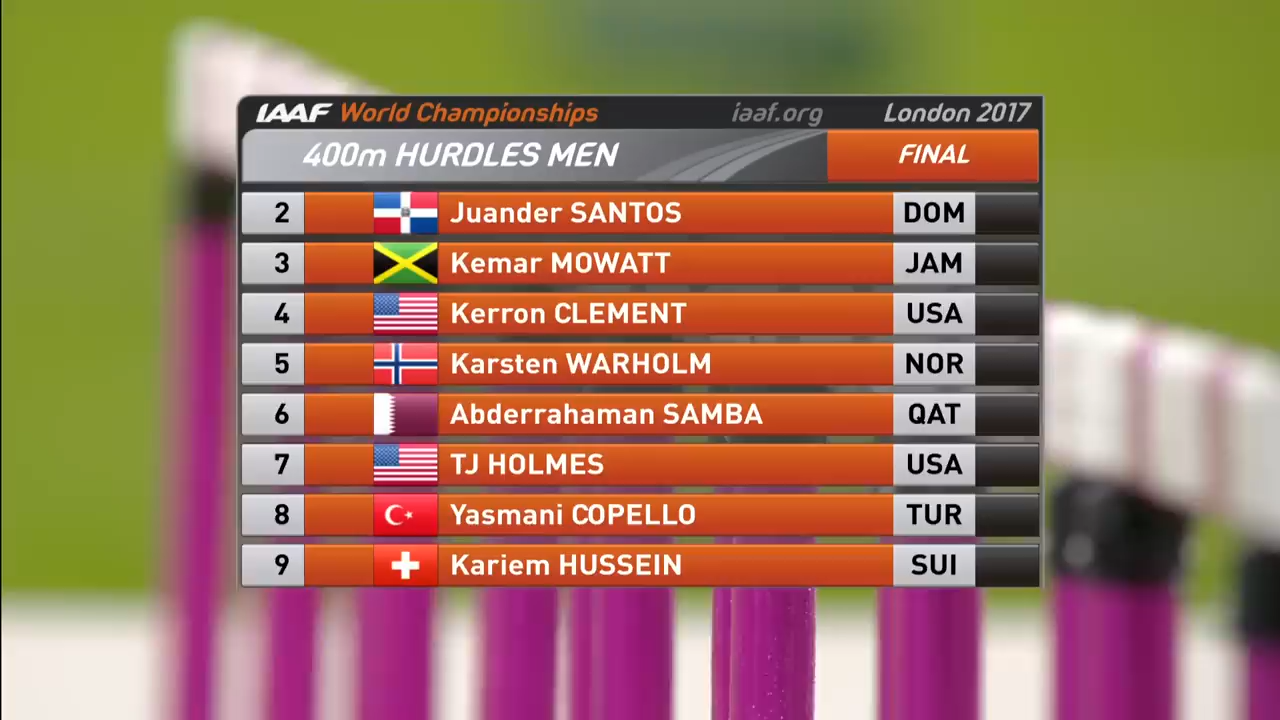 IAAF World Championships iaaf.org London 2017
400m HURDLES MEN FINAL
2 Juander SANTOS DOM
3 Kemar MOWATT JAM
4 Kerron CLEMENT USA
5 Karsten WARHOLM NOR
6 Abderrahaman SAMBA QAT
7 TJ HOLMES USA
8 Yasmani COPELLO TUR
9 Kariem HUSSEIN SUI